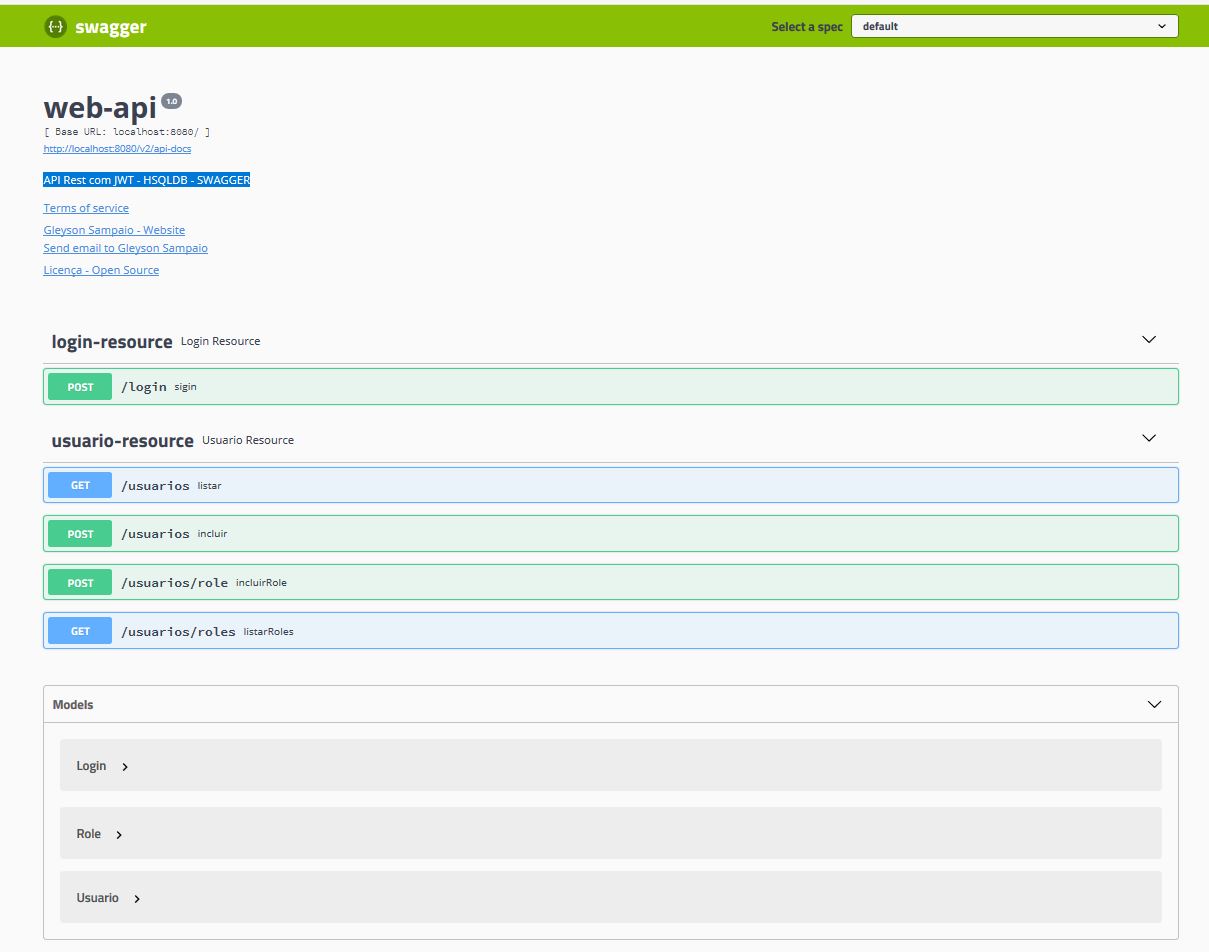 swagger
Select a spec default
web-api 1.0
[ Base URL: localhost:8080/ ]
http://localhost:8080/v2/api-docs
API Rest com JWT - HSQLDB - SWAGGER
Terms of service
Gleyson Sampaio - Website
Send email to Gleyson Sampaio
Licença - Open Source
login-resource Login Resource
POST /login sigin
usuario-resource Usuario Resource
GET /usuarios listar
POST /usuarios incluir
POST /usuarios/role incluirRole
GET /usuarios/roles listarRoles
Models
Login
Role
Usuario